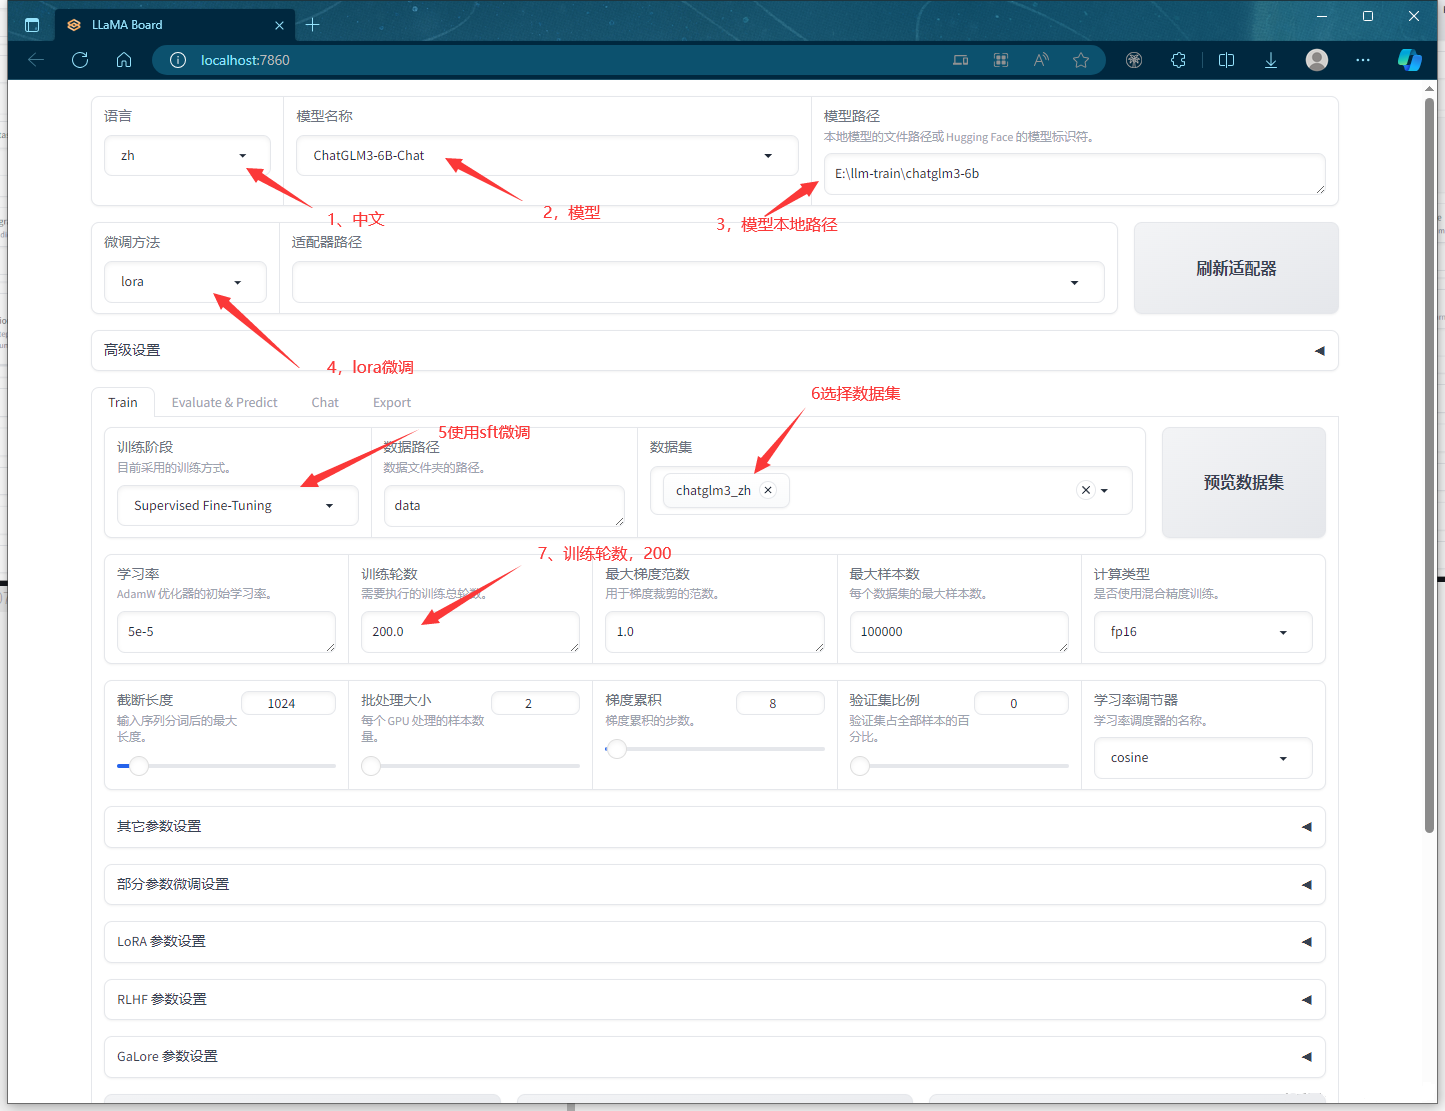 LLaMA Board
localhost:7860
语言
zh
模型名称
ChatGLM3-6B-Chat
模型路径
本地模型的文件路径或 Hugging Face 的模型标识符。
E:\llm-train\chatglm3-6b
1、中文
2，模型
3，模型本地路径
微调方法
lora
适配器路径
刷新适配器
4，lora微调
高级设置
6选择数据集
Train
Evaluate & Predict
Chat
Export
5使用sft微调
训练阶段
目前采用的训练方式。
Supervised Fine-Tuning
数据路径
数据文件夹的路径。
data
数据集
chatglm3_zh
预览数据集
7、训练轮数，200
学习率
AdamW 优化器的初始学习率。
5e-5
训练轮数
需要执行的训练总轮数。
200.0
最大梯度范数
用于梯度裁剪的范数。
1.0
最大样本数
每个数据集的最大样本数。
100000
计算类型
是否使用混合精度训练。
fp16
截断长度
1024
输入序列分词后的最大
长度。
批处理大小
2
每个 GPU 处理的样本数
量。
梯度累积
8
梯度累积的步数。
验证集比例
0
验证集占全部样本的百
分比。
学习率调节器
学习率调度器的名称。
cosine
其它参数设置
部分参数微调设置
LoRA 参数设置
RLHF 参数设置
GaLore 参数设置